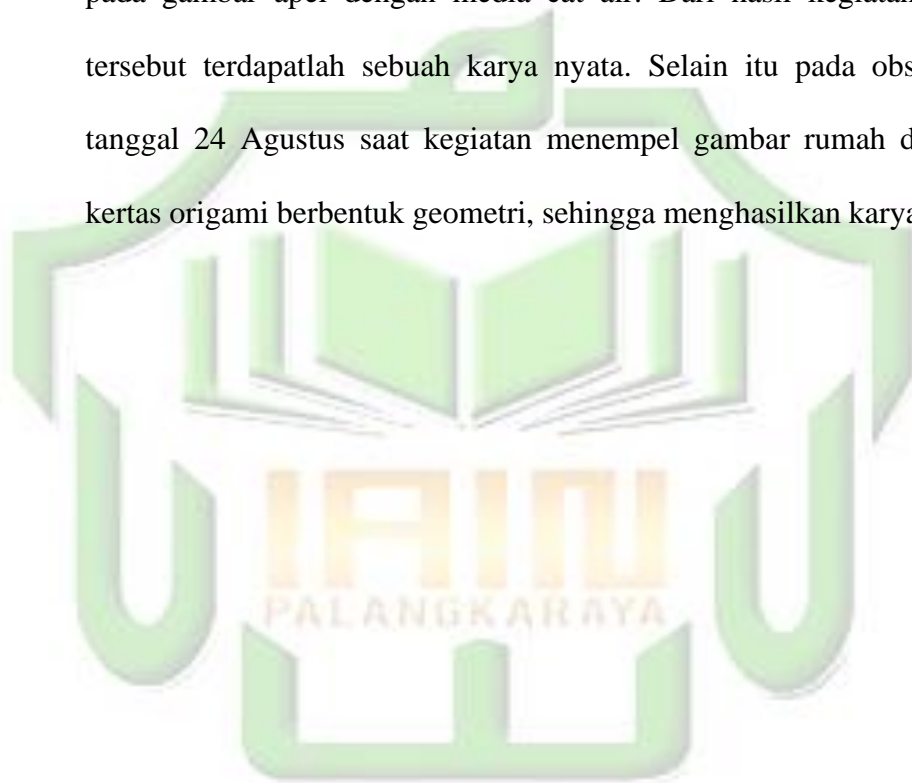 pada gambar apel dengan media cat air. Dari hasil kegiatan
tersebut terdapatlah sebuah karya nyata. Selain itu pada obs
tanggal 24 Agustus saat kegiatan menempel gambar rumah d
kertas origami berbentuk geometri, sehingga menghasilkan karya
IAIN
PALANGKARAYA